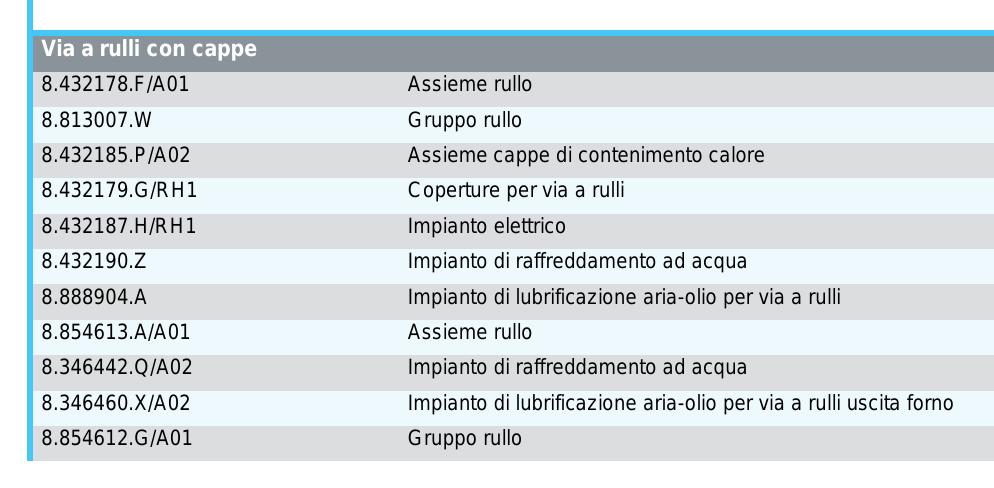 Via a rulli con cappe
8.432178.F/A01 Assieme rullo
8.813007.W Gruppo rullo
8.432185.P/A02 Assieme cappe di contenimento calore
8.432179.G/RH1 Coperture per via a rulli
8.432187.H/RH1 Impianto elettrico
8.432190.Z Impianto di raffreddamento ad acqua
8.888904.A Impianto di lubrificazione aria-olio per via a rulli
8.854613.A/A01 Assieme rullo
8.346442.Q/A02 Impianto di raffreddamento ad acqua
8.346460.X/A02 Impianto di lubrificazione aria-olio per via a rulli uscita forno
8.854612.G/A01 Gruppo rullo